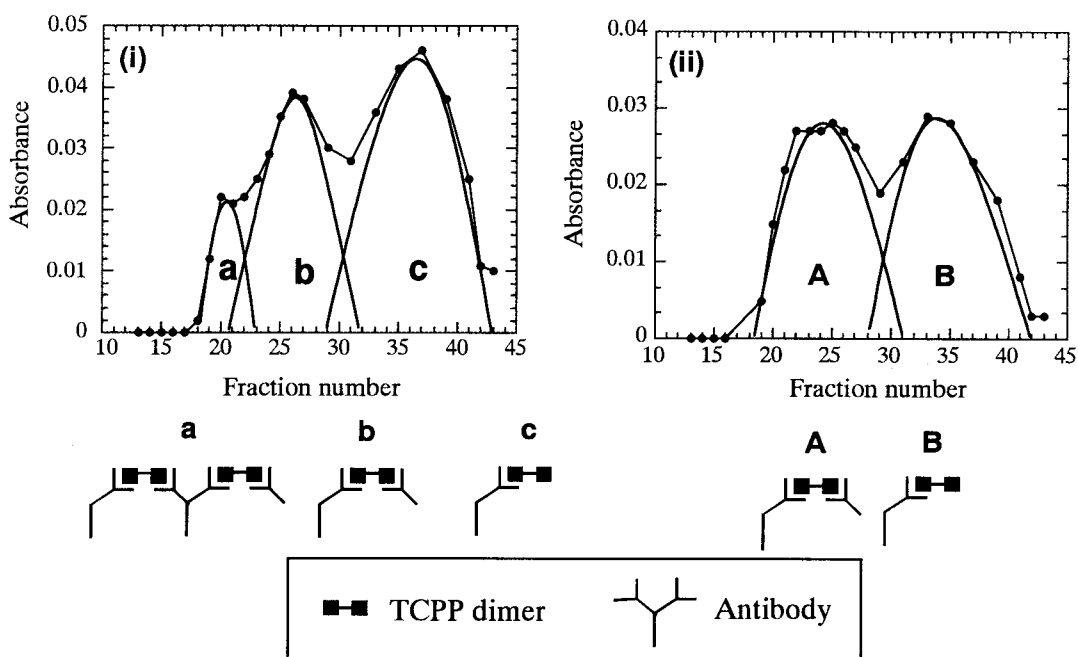 (i)
Absorbance
0.05
0.04
0.03
0.02
0.01
0
a
b
c
10 15 20 25 30 35 40 45
Fraction number
(ii)
Absorbance
0.04
0.03
0.02
0.01
0
A
B
10 15 20 25 30 35 40 45
Fraction number
a b c
A B
TCPP dimer
Antibody